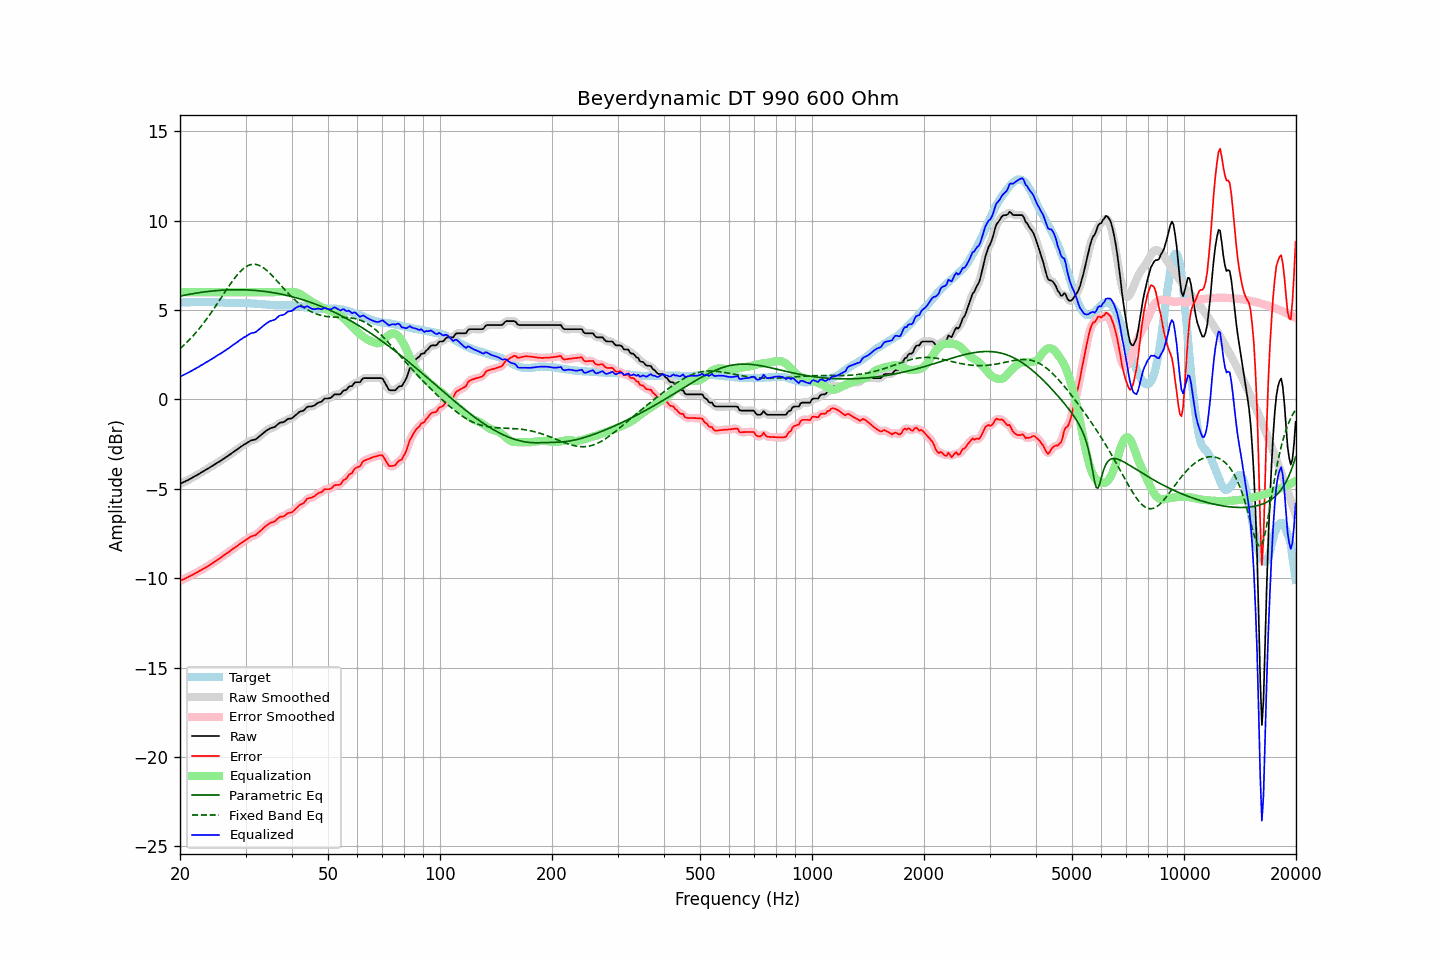 Beyerdynamic DT 990 600 Ohm
15
10
5
0
−5
−10
−15
−20
−25
Amplitude (dBr)
Target
Raw Smoothed
Error Smoothed
Raw
Error
Equalization
Parametric Eq
Fixed Band Eq
Equalized
20 50 100 200 500 1000 2000 5000 10000 20000
Frequency (Hz)